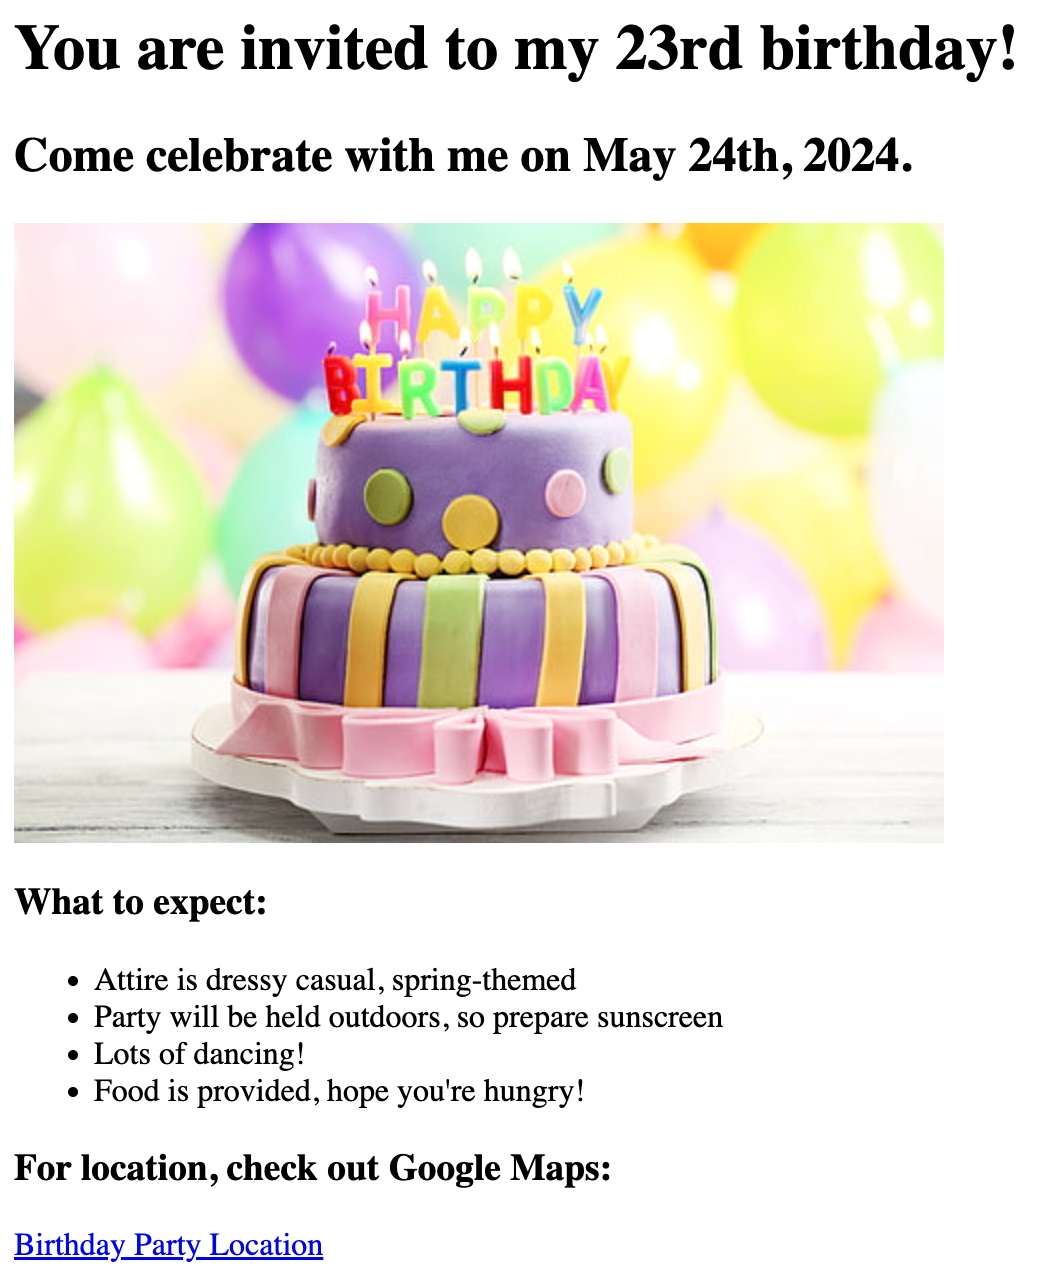 You are invited to my 23rd birthday!
Come celebrate with me on May 24th, 2024.
HAPPY
BIRTHDAY
What to expect:
Attire is dressy casual, spring-themed
Party will be held outdoors, so prepare sunscreen
Lots of dancing!
Food is provided, hope you're hungry!
For location, check out Google Maps:
Birthday Party Location